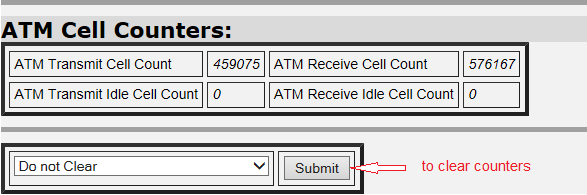 ATM Cell Counters:
ATM Transmit Cell Count 459075 ATM Receive Cell Count 576167
ATM Transmit Idle Cell Count 0 ATM Receive Idle Cell Count 0
Do not Clear Submit to clear counters